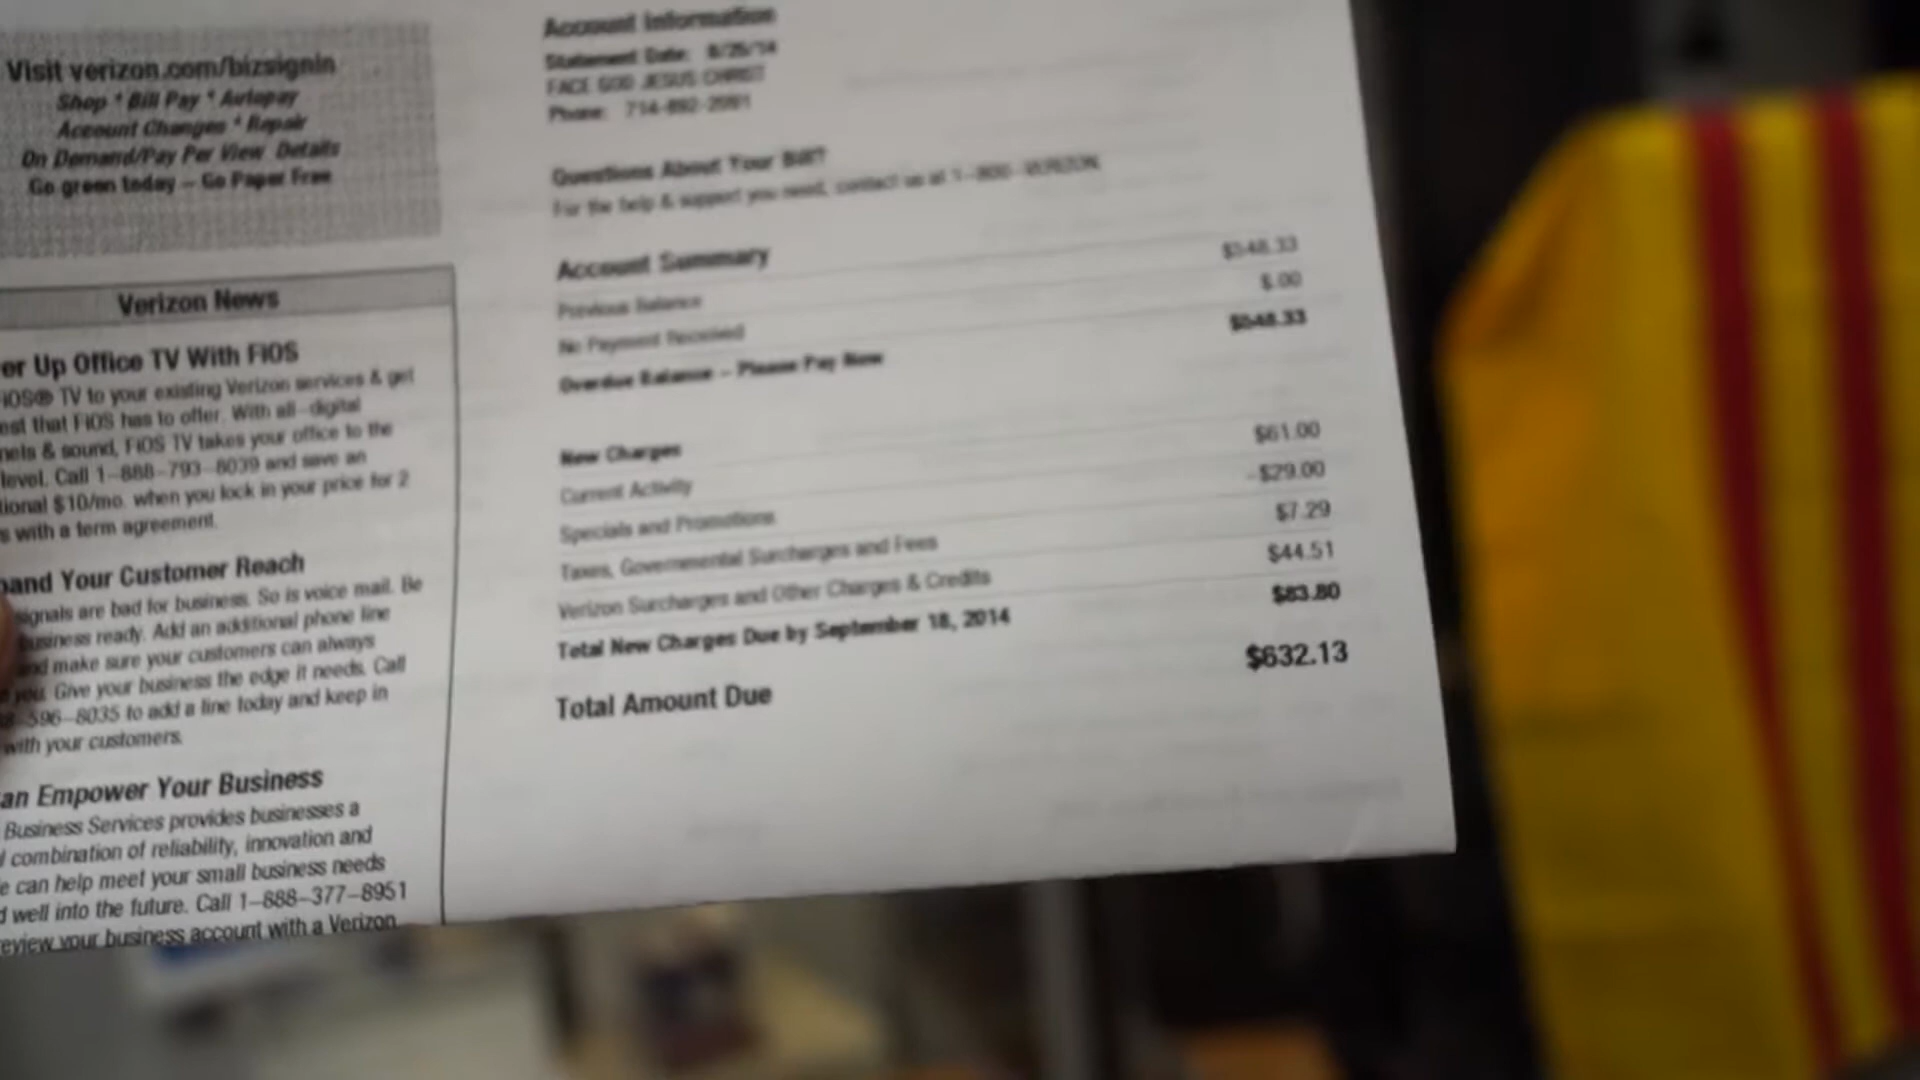 Visit verizon.com/bizsignin
Shop * Bill Pay * Autopay
Account Changes * Repair
On Demand/Pay Per View Details
Go green today – Go Paper Free
Verizon News
er Up Office TV With FiOS
iOS® TV to your existing Verizon services & get
est that FiOS has to offer. With all–digital
nels & sound, FiOS TV takes your office to the
level. Call 1–888–793–8039 and save an
tional $10/mo. when you lock in your price for 2
s with a term agreement.
pand Your Customer Reach
signals are bad for business. So is voice mail. Be
business ready. Add an additional phone line
and make sure your customers can always
you. Give your business the edge it needs. Call
–596–8035 to add a line today and keep in
with your customers.
an Empower Your Business
Business Services provides businesses a
combination of reliability, innovation and
e can help meet your small business needs
d well into the future. Call 1–888–377–8951
eview your business account with a Verizon
Account Information
Statement Date: 8/25/14
FACE GOD JESUS CHRIST
Phone: 714-892-2091
Questions About Your Bill?
For the help & support you need, contact us at 1–800–VERIZON.
Account Summary
Previous Balance $548.33
No Payment Received $.00
Overdue Balance – Please Pay Now $548.33
New Charges
Current Activity $61.00
Specials and Promotions -$29.00
Taxes, Governmental Surcharges and Fees $7.29
Verizon Surcharges and Other Charges & Credits $44.51
Total New Charges Due by September 18, 2014 $83.80
Total Amount Due $632.13